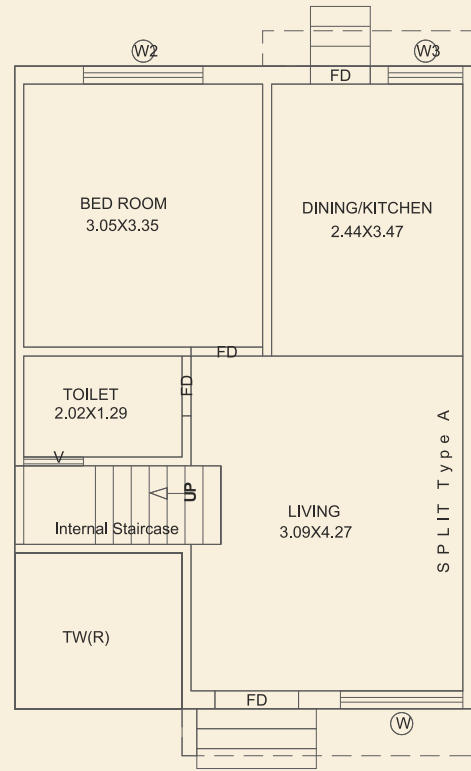 W2
W3
FD
BED ROOM
3.05X3.35
DINING/KITCHEN
2.44X3.47
FD
TOILET
2.02X1.29
FD
V
UP
Internal Staircase
LIVING
3.09X4.27
SPLIT Type A
TW(R)
FD
W